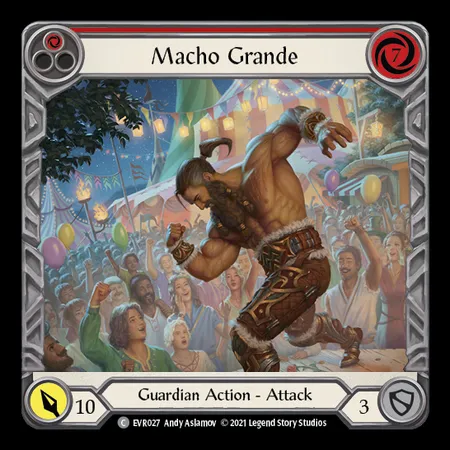 Macho Grande
7
Guardian Action - Attack
10
3
C EVR027 Andy Aslamov © 2021 Legend Story Studios